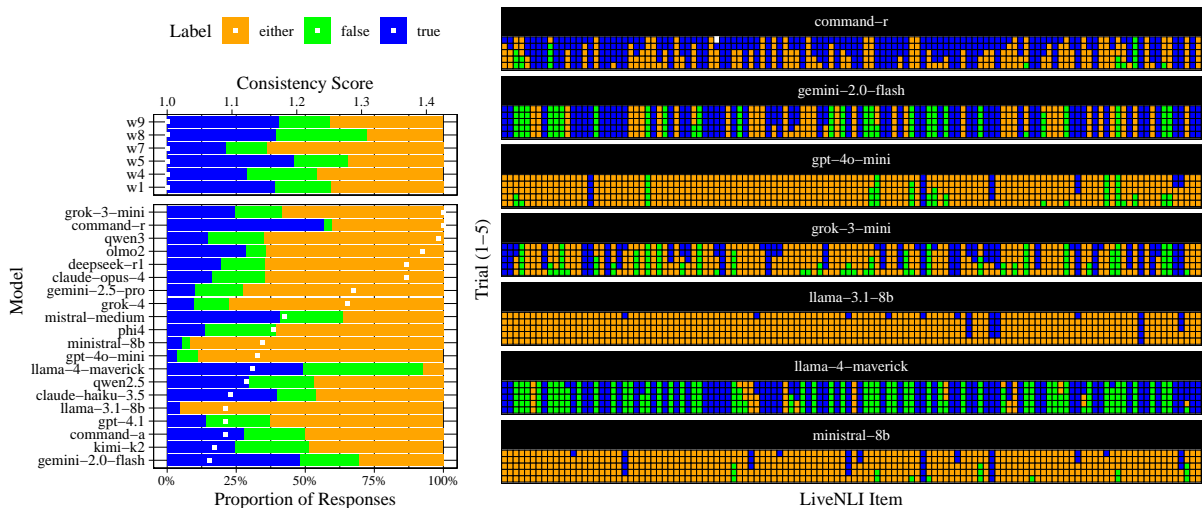 Label either false true
Consistency Score
1.0 1.1 1.2 1.3 1.4
w9
w8
w7
w5
w4
w1
grok−3−mini
command−r
qwen3
olmo2
deepseek−r1
claude−opus−4
gemini−2.5−pro
grok−4
mistral−medium
phi4
ministral−8b
gpt−4o−mini
llama−4−maverick
qwen2.5
claude−haiku−3.5
llama−3.1−8b
gpt−4.1
command−a
kimi−k2
gemini−2.0−flash
Model
0% 25% 50% 75% 100%
Proportion of Responses
Trial (1−5)
command−r
gemini−2.0−flash
gpt−4o−mini
grok−3−mini
llama−3.1−8b
llama−4−maverick
ministral−8b
LiveNLI Item